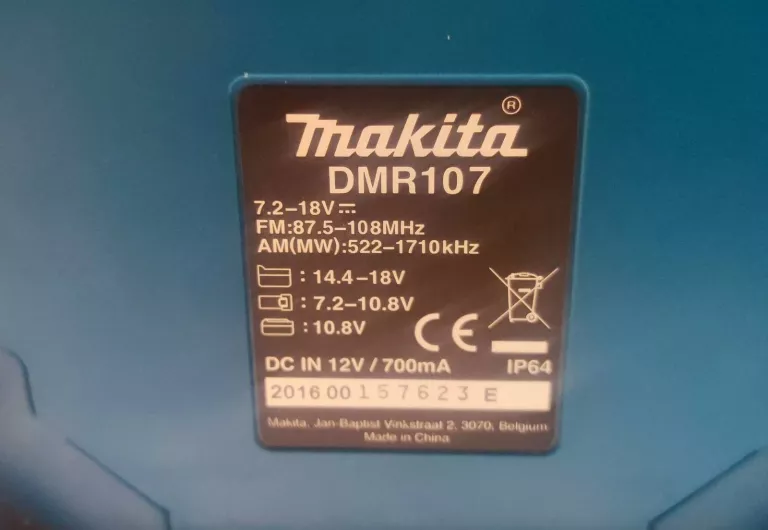 makita®
DMR107
7.2–18V⎓
FM:87.5–108MHz
AM(MW):522–1710kHz
: 14.4–18V
: 7.2–10.8V
: 10.8V
CE
DC IN 12V / 700mA IP64
2016 00 157623 E
Makita, Jan-Baptist Vinkstraat 2, 3070, Belgium
Made in China